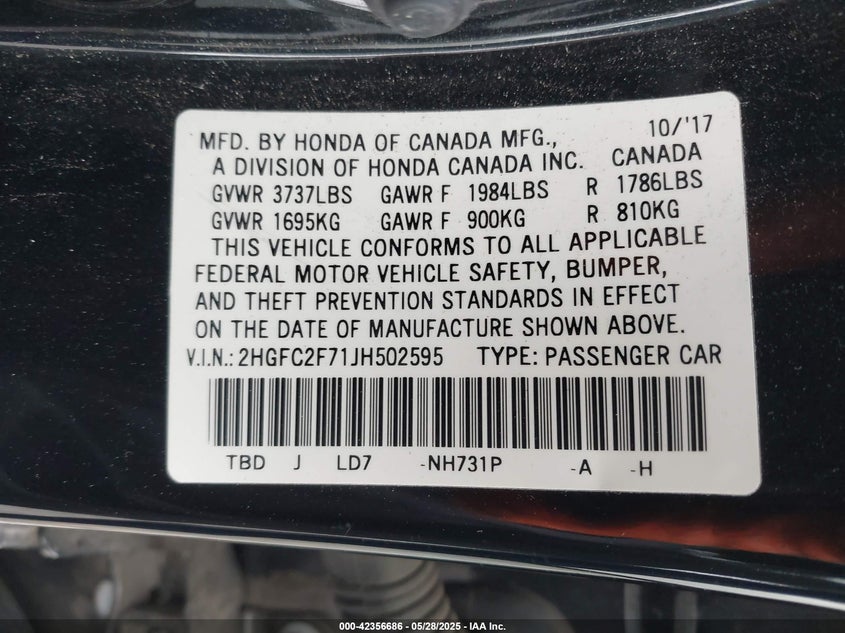 MFD. BY HONDA OF CANADA MFG., 10/'17
A DIVISION OF HONDA CANADA INC. CANADA
GVWR 3737LBS GAWR F 1984LBS R 1786LBS
GVWR 1695KG GAWR F 900KG R 810KG
THIS VEHICLE CONFORMS TO ALL APPLICABLE
FEDERAL MOTOR VEHICLE SAFETY, BUMPER,
AND THEFT PREVENTION STANDARDS IN EFFECT
ON THE DATE OF MANUFACTURE SHOWN ABOVE.
V.I.N.: 2HGFC2F71JH502595 TYPE: PASSENGER CAR
TBD J LD7 -NH731P -A -H
000-42356686 - 05/28/2025 - IAA Inc.